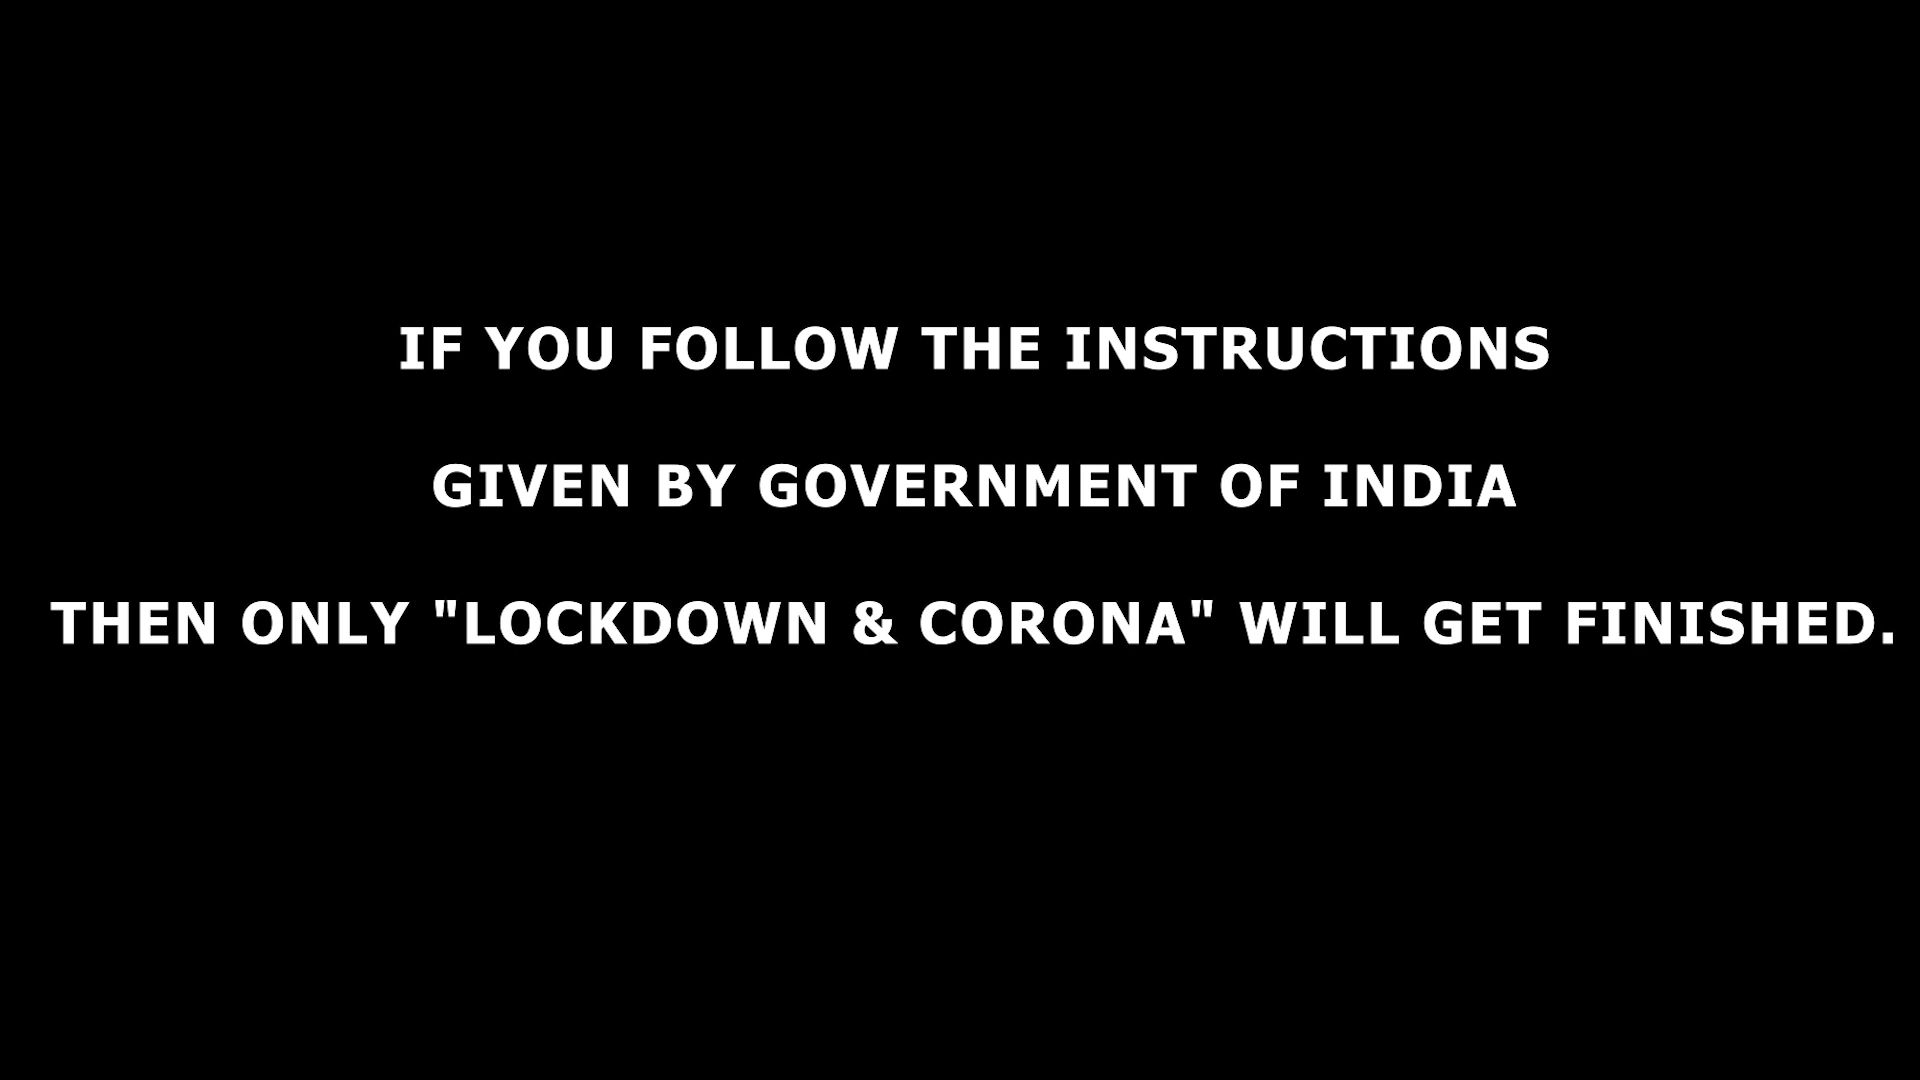 IF YOU FOLLOW THE INSTRUCTIONS
GIVEN BY GOVERNMENT OF INDIA
THEN ONLY "LOCKDOWN & CORONA" WILL GET FINISHED.